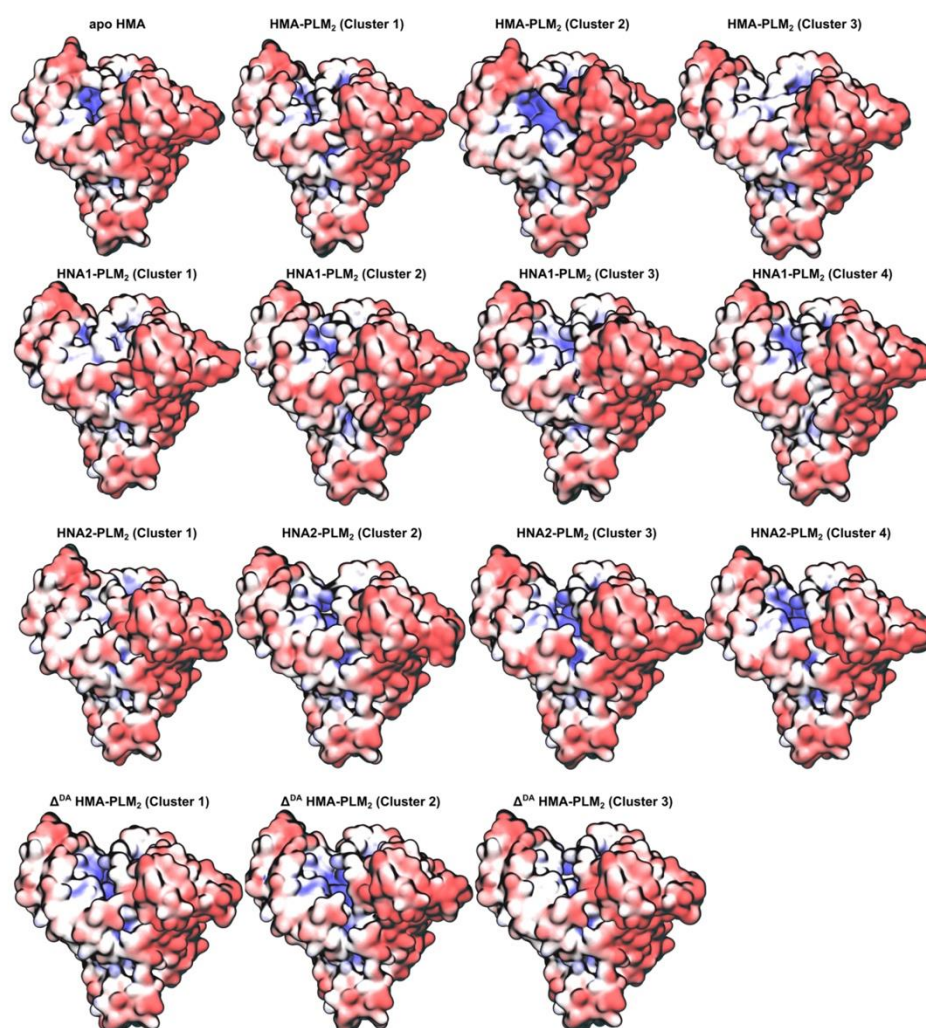 apo HMA
HMA-PLM₂ (Cluster 1)
HMA-PLM₂ (Cluster 2)
HMA-PLM₂ (Cluster 3)
HNA1-PLM₂ (Cluster 1)
HNA1-PLM₂ (Cluster 2)
HNA1-PLM₂ (Cluster 3)
HNA1-PLM₂ (Cluster 4)
HNA2-PLM₂ (Cluster 1)
HNA2-PLM₂ (Cluster 2)
HNA2-PLM₂ (Cluster 3)
HNA2-PLM₂ (Cluster 4)
Δᴰᴬ HMA-PLM₂ (Cluster 1)
Δᴰᴬ HMA-PLM₂ (Cluster 2)
Δᴰᴬ HMA-PLM₂ (Cluster 3)